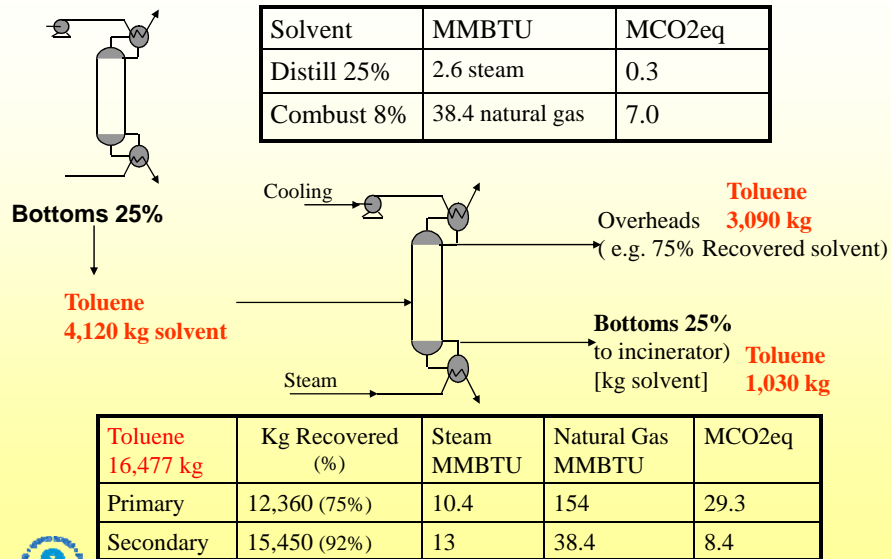 Solvent MMBTU MCO2eq
Distill 25% 2.6 steam 0.3
Combust 8% 38.4 natural gas 7.0
Bottoms 25%
Cooling
Toluene
3,090 kg
Overheads
( e.g. 75% Recovered solvent)
Toluene
4,120 kg solvent
Bottoms 25%
to incinerator)
[kg solvent]
Toluene
1,030 kg
Steam
Toluene Kg Recovered Steam Natural Gas MCO2eq
16,477 kg (%) MMBTU MMBTU
Primary 12,360 (75%) 10.4 154 29.3
Secondary 15,450 (92%) 13 38.4 8.4